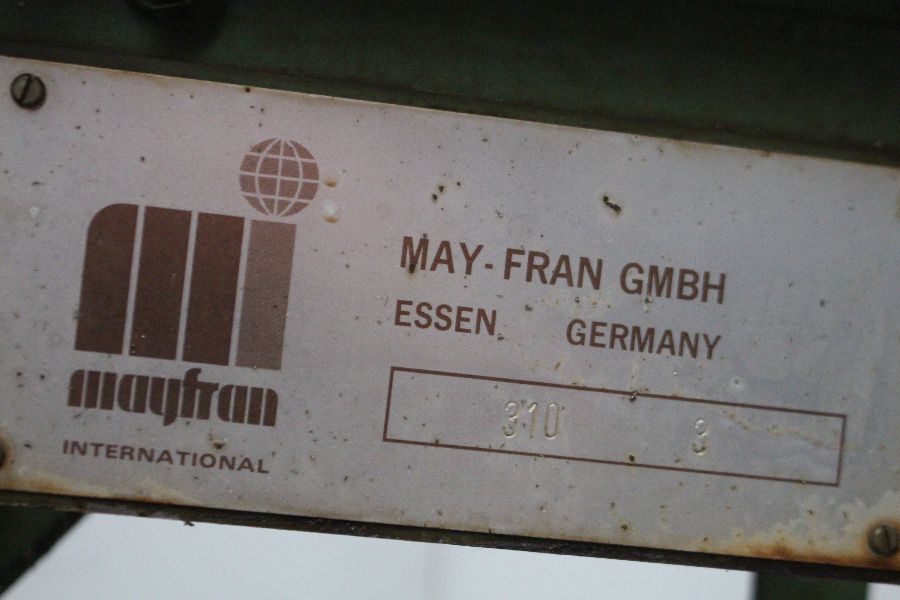 mayfran
INTERNATIONAL
MAY-FRAN GMBH
ESSEN GERMANY
310 3